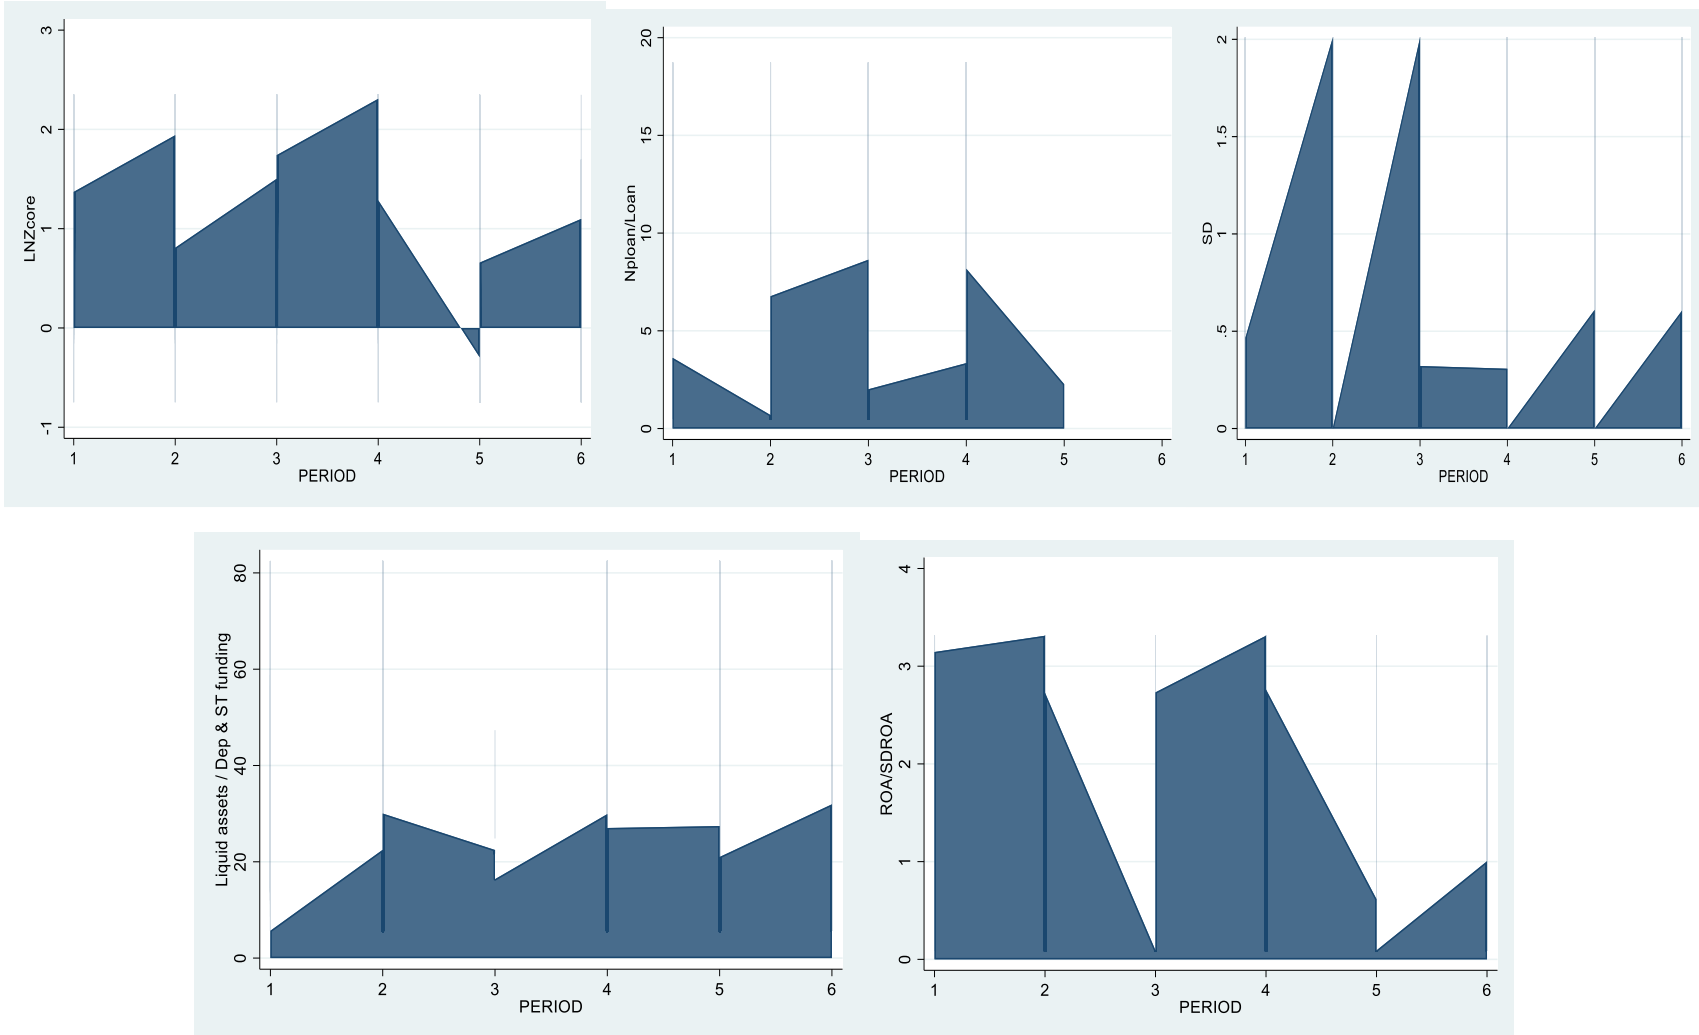 LNZcore
3
2
1
0
-1
1 2 3 4 5 6
PERIOD
Nploan/Loan
20
15
10
5
0
1 2 3 4 5 6
PERIOD
SD
2
1.5
1
.5
0
1 2 3 4 5 6
PERIOD
Liquid assets / Dep & ST funding
80
60
40
20
0
1 2 3 4 5 6
PERIOD
ROA/SDROA
4
3
2
1
0
1 2 3 4 5 6
PERIOD